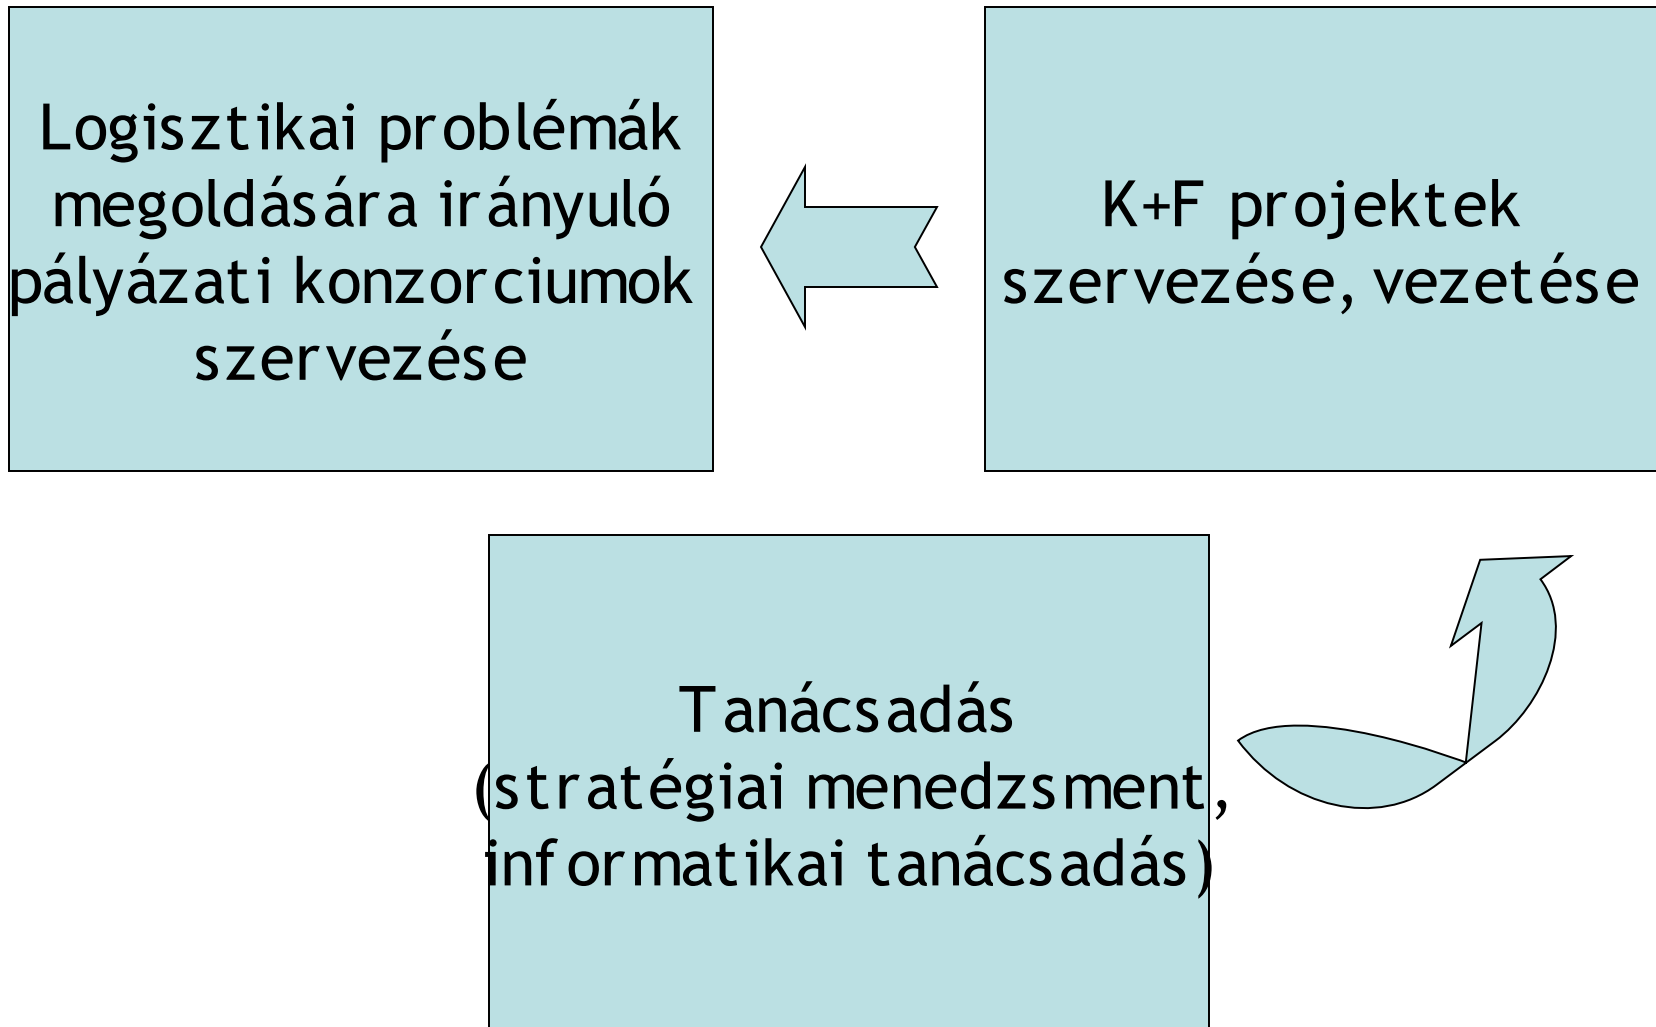 Logisztikai problémák
megoldására irányuló
pályázati konzorciumok
szervezése
K+F projektek
szervezése, vezetése
Tanácsadás
(stratégiai menedzsment,
informatikai tanácsadás)